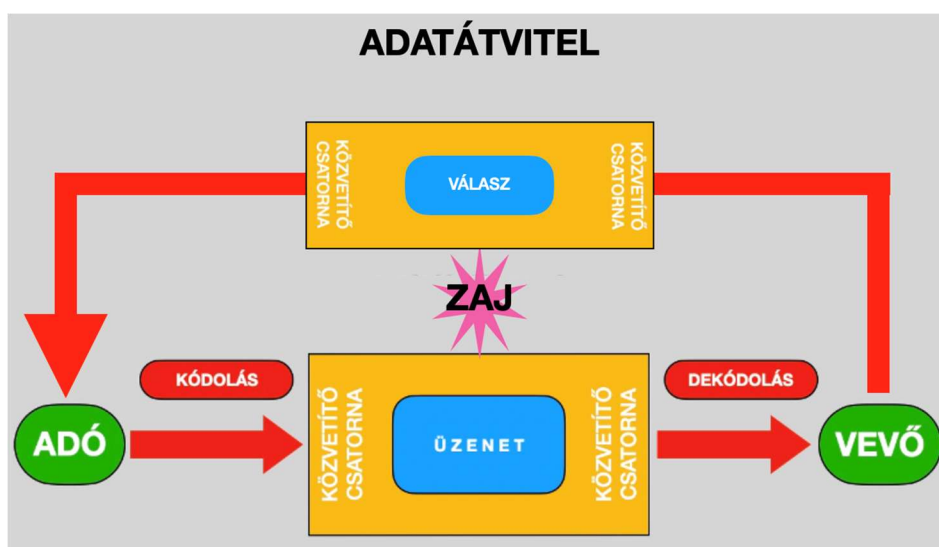 ADATÁTVITEL
KÖZVETÍTŐ
CSATORNA
VÁLASZ
KÖZVETÍTŐ
CSATORNA
ZAJ
KÓDOLÁS
DEKÓDOLÁS
ADÓ
KÖZVETÍTŐ
CSATORNA
ÜZENET
KÖZVETÍTŐ
CSATORNA
VEVŐ